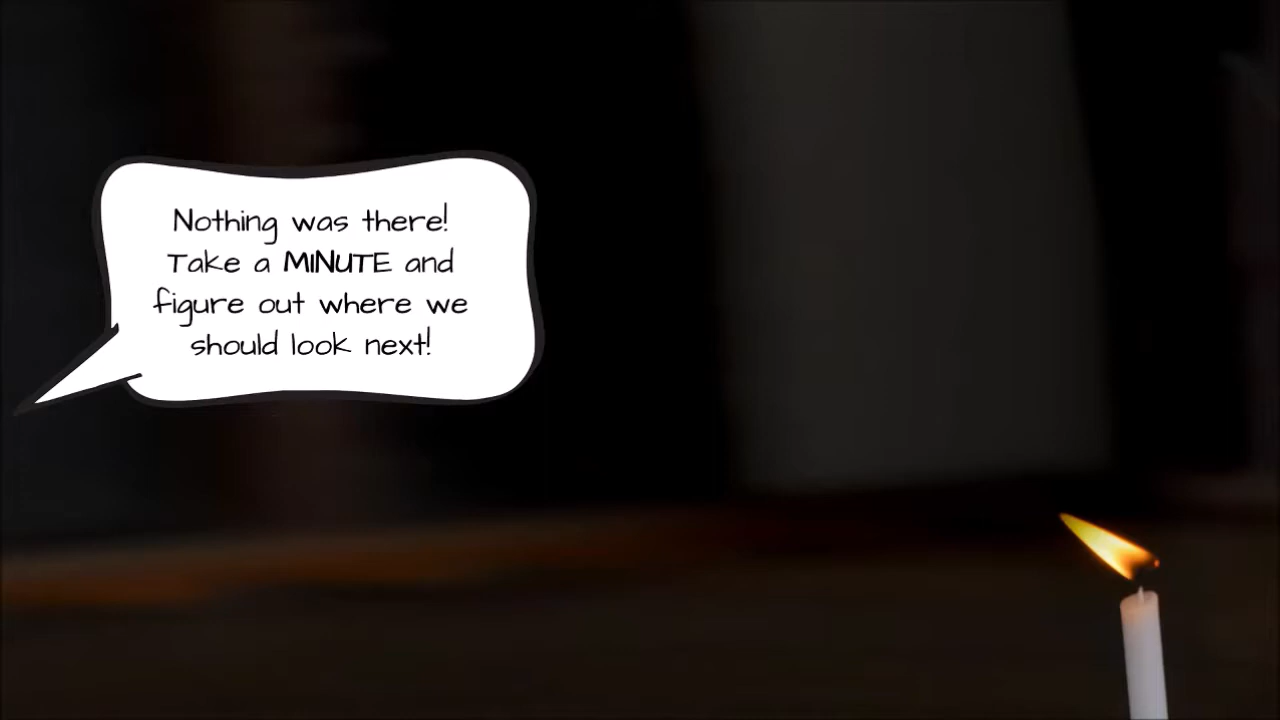 Nothing was there!
Take a MINUTE and
figure out where we
should look next!